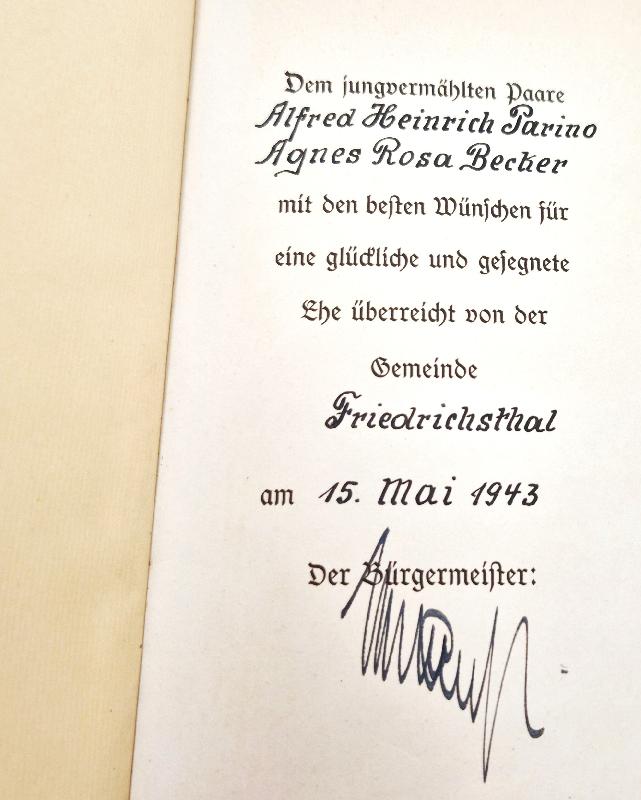 Dem jungvermählten Paare
Alfred Heinrich Parino
Agnes Rosa Becker
mit den besten Wünschen für
eine glückliche und gesegnete
Ehe überreicht von der
Gemeinde
Friedrichsthal
am 15. Mai 1943
Der Bürgermeister: